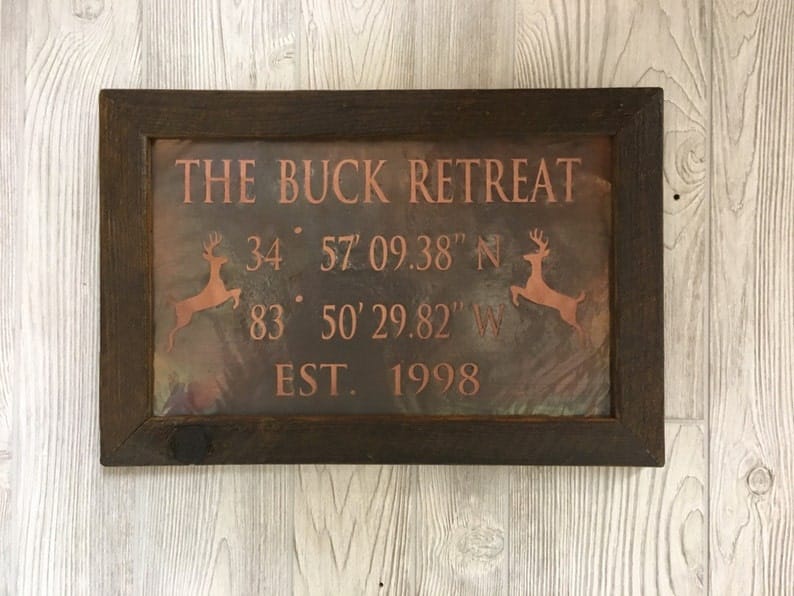 THE BUCK RETREAT
34° 57' 09.38" N
83° 50' 29.82" W
EST. 1998